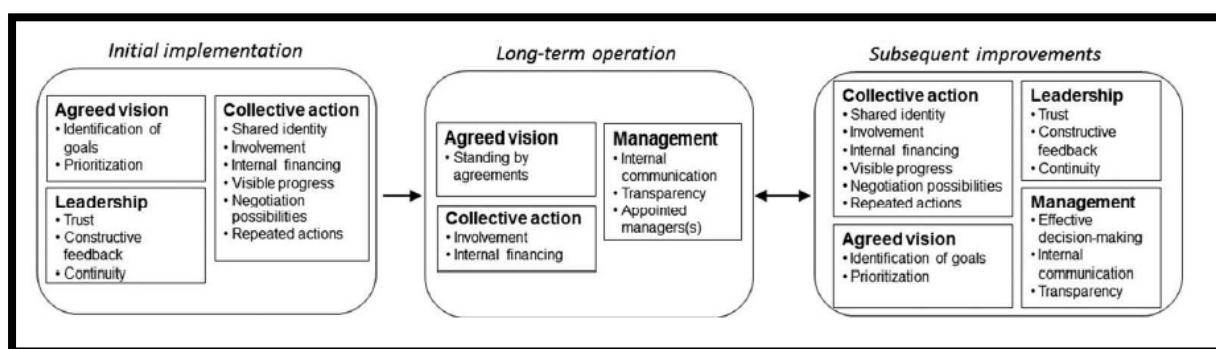 Initial implementation
Agreed vision
• Identification of
goals
• Prioritization
Leadership
• Trust
• Constructive
feedback
• Continuity
Collective action
• Shared identity
• Involvement
• Internal financing
• Visible progress
• Negotiation
possibilities
• Repeated actions
Long-term operation
Agreed vision
• Standing by
agreements
Collective action
• Involvement
• Internal financing
Management
• Internal
communication
• Transparency
• Appointed
managers(s)
Subsequent improvements
Collective action
• Shared identity
• Involvement
• Internal financing
• Visible progress
• Negotiation possibilities
• Repeated actions
Agreed vision
• Identification of goals
• Prioritization
Leadership
• Trust
• Constructive
feedback
• Continuity
Management
• Effective
decision-making
• Internal
communication
• Transparency